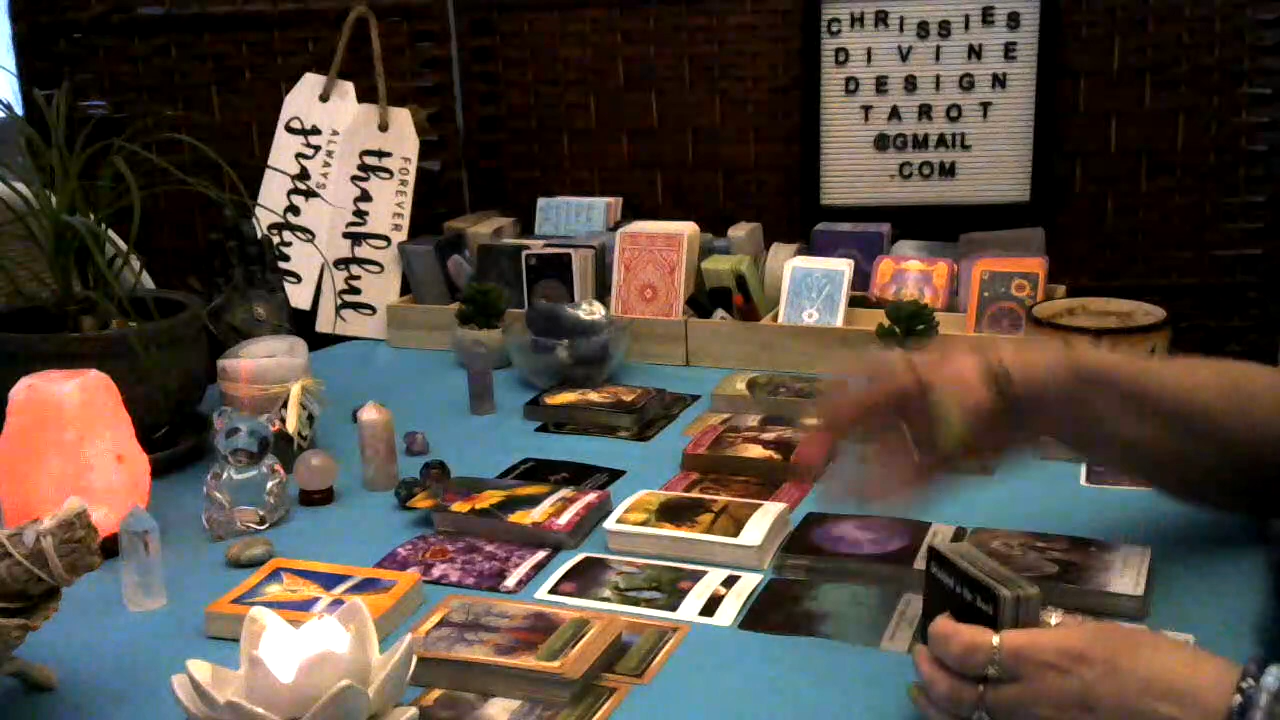 CHRISSIES
DIVINE
DESIGN
TAROT
@GMAIL
.COM
ALWAYS
grateful
FOREVER
thankful